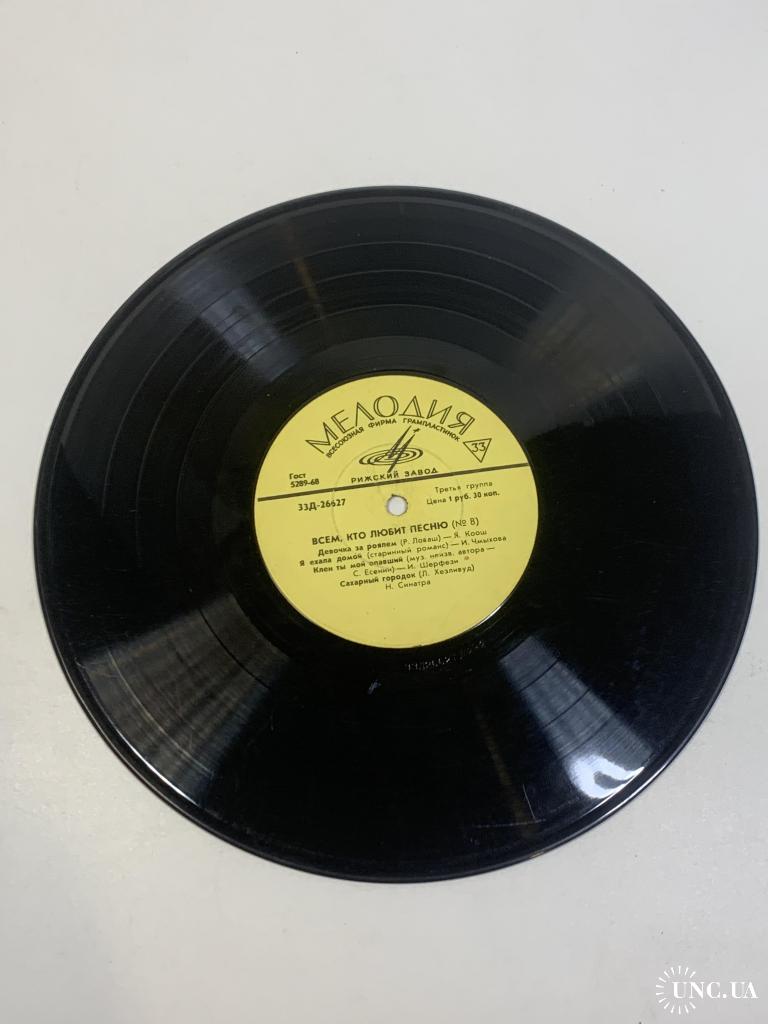 МЕЛОДИЯ
ВСЕСОЮЗНАЯ ФИРМА ГРАМПЛАСТИНОК
33
РИЖСКИЙ ЗАВОД
Гост
5289-68
Третья группа
Цена 1 руб. 30 коп.
33Д-26627
ВСЕМ, КТО ЛЮБИТ ПЕСНЮ (№ 8)
Девочка за роялем (Р. Ловаш) — Я. Коош
Я ехала домой (старинный романс) — И. Чмыхова
Клен ты мой опавший (муз. неизв. автора —
С. Есенин) — И. Шерфези
Сахарный городок (Л. Хезливуд)
Н. Синатра
UNC.UA